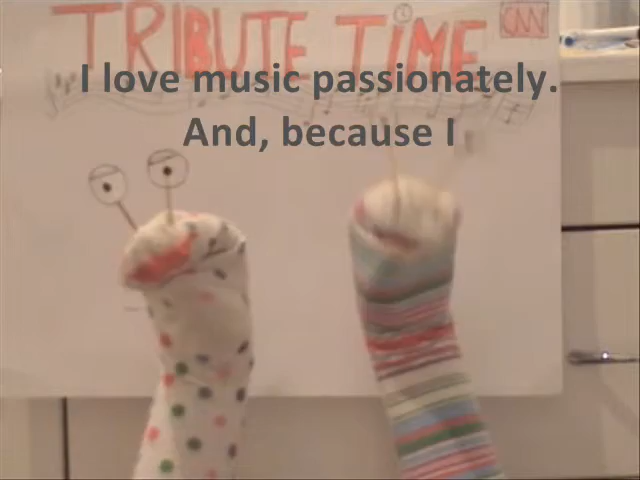 TRIBUTE TIME
CNN
I love music passionately.
And, because I